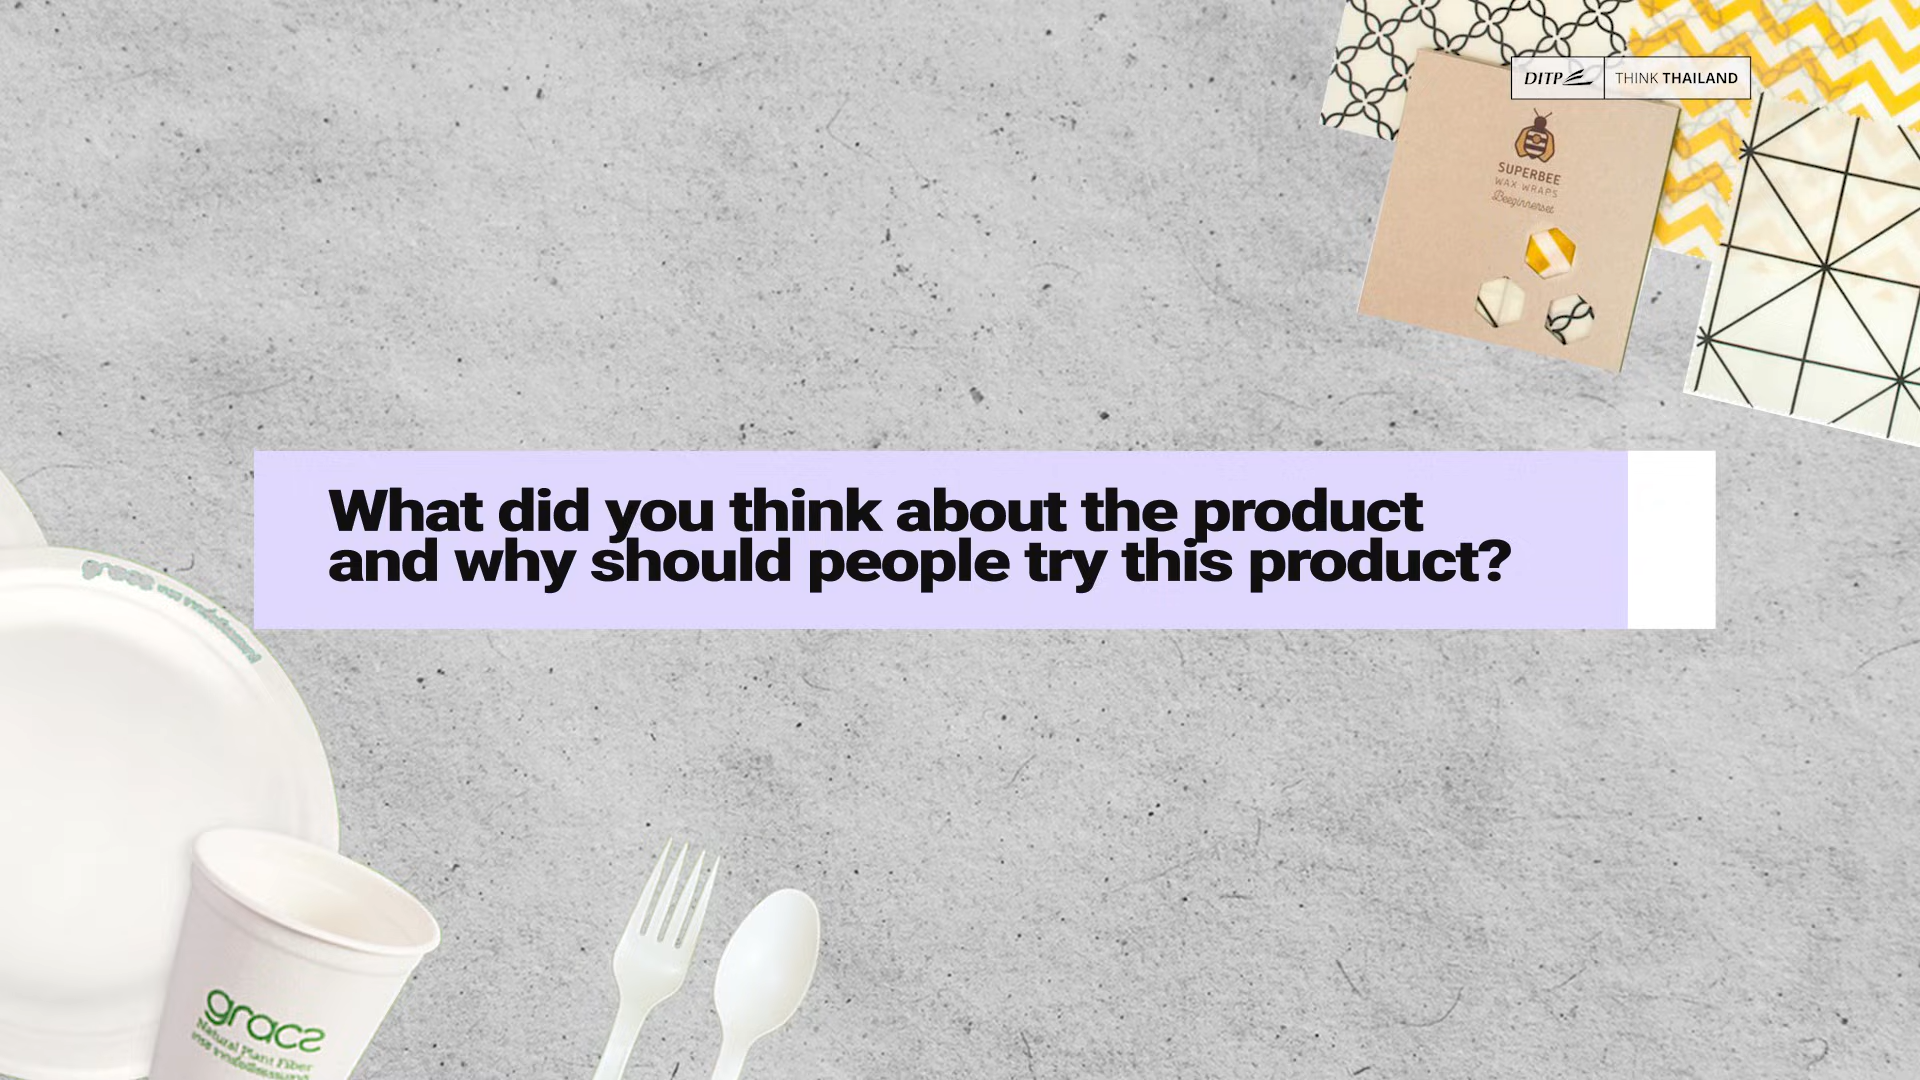 DITP
THINK THAILAND
SUPERBEE
WAX WRAPS
Beeginnerset
What did you think about the product
and why should people try this product?
gracz
Natural Plant Fiber